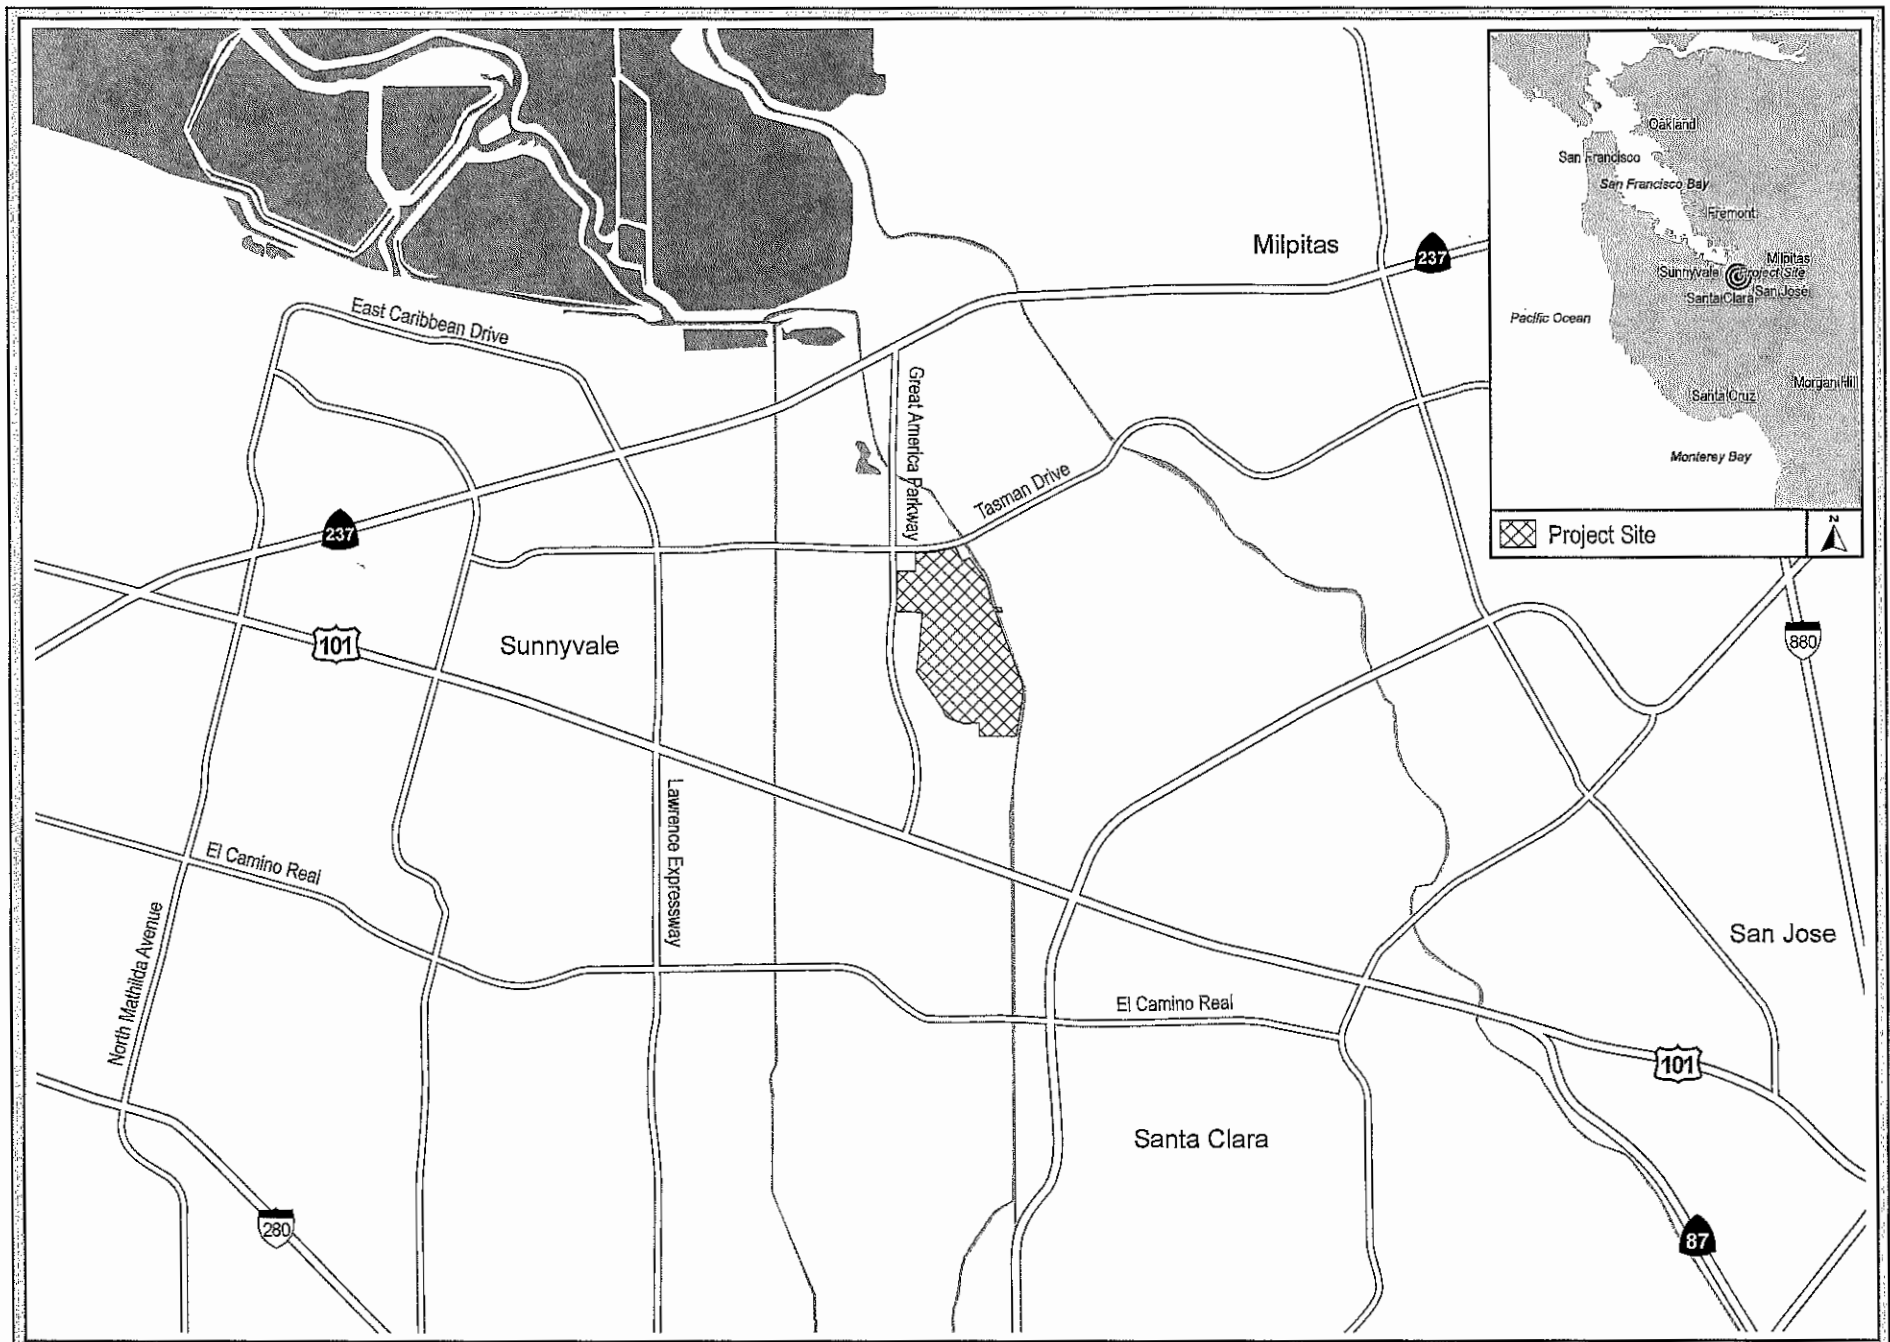 Oakland
San Francisco
San Francisco Bay
Fremont
Milpitas
Sunnyvale
Project Site
Santa Clara
San Jose
Pacific Ocean
Morgan Hill
Santa Cruz
Monterey Bay
Project Site
N
Milpitas
237
East Caribbean Drive
Great America Parkway
Tasman Drive
237
101
Sunnyvale
880
Lawrence Expressway
El Camino Real
North Mathilda Avenue
San Jose
El Camino Real
101
Santa Clara
280
87